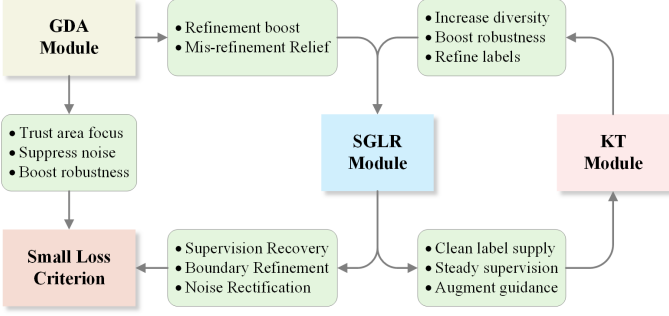 GDA
Module
• Refinement boost
• Mis-refinement Relief
• Increase diversity
• Boost robustness
• Refine labels
• Trust area focus
• Suppress noise
• Boost robustness
SGLR
Module
KT
Module
Small Loss
Criterion
• Supervision Recovery
• Boundary Refinement
• Noise Rectification
• Clean label supply
• Steady supervision
• Augment guidance